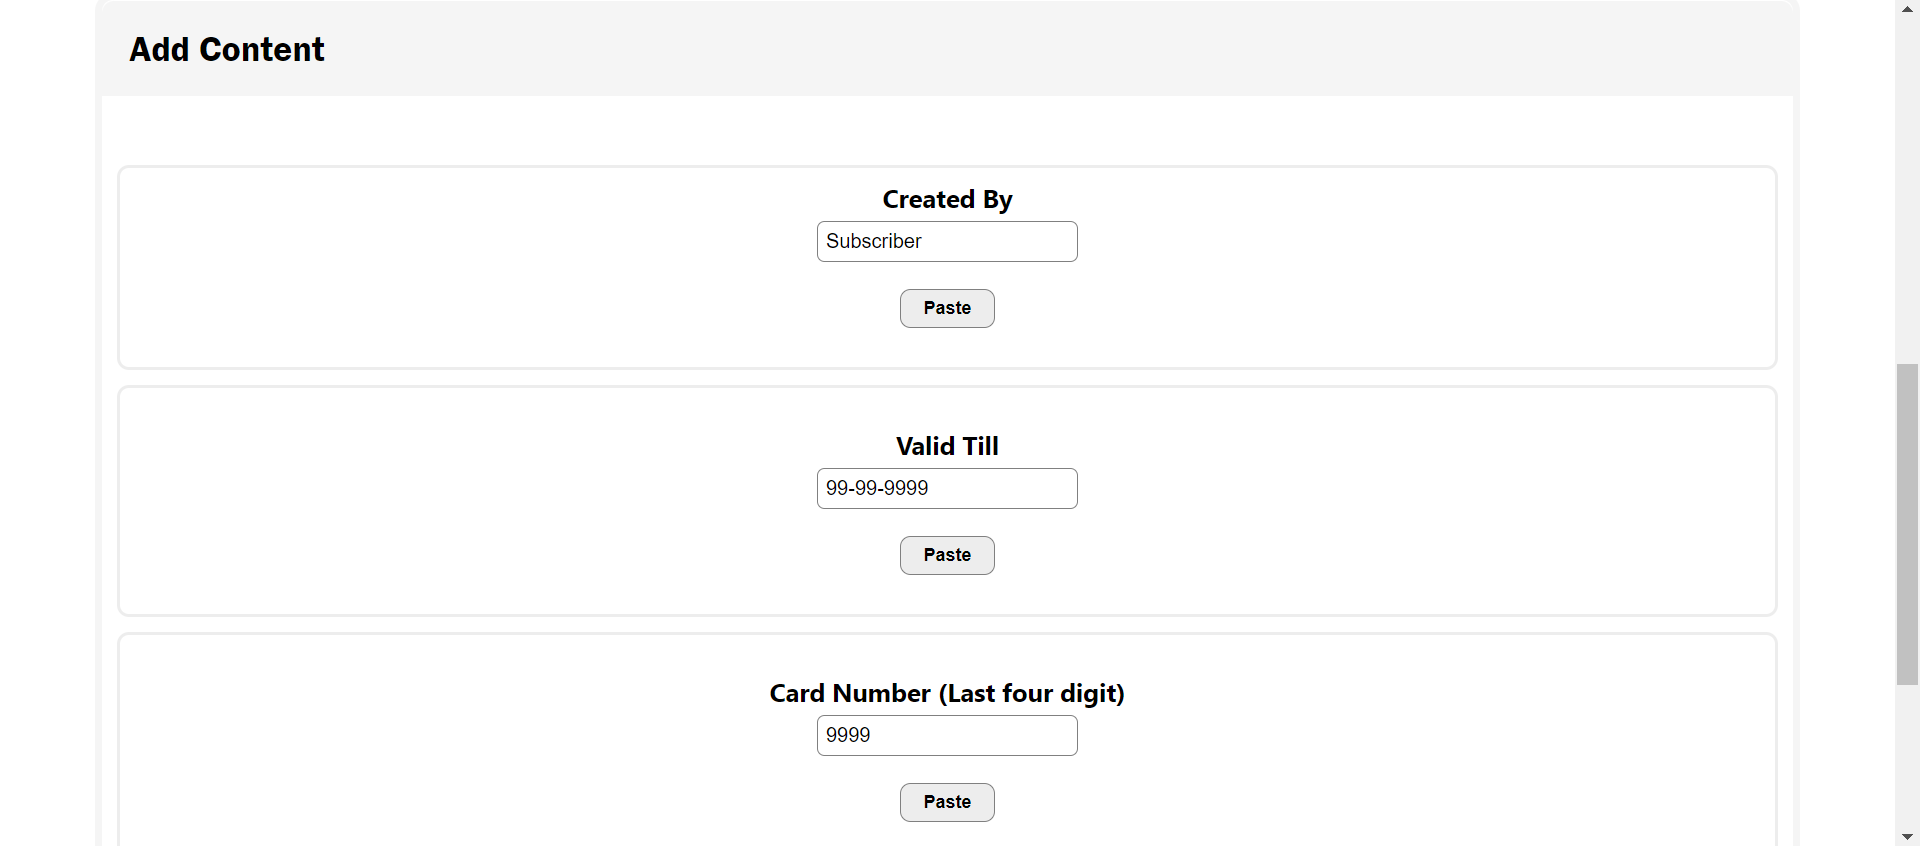 Add Content
Created By
Subscriber
Paste
Valid Till
99-99-9999
Paste
Card Number (Last four digit)
9999
Paste